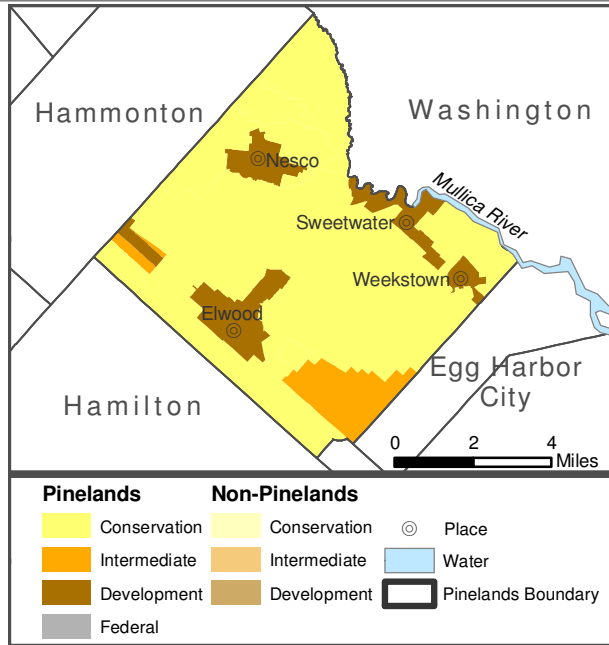 Hammonton
Washington
Mullica River
Nesco
Sweetwater
Weekstown
Elwood
Egg Harbor
City
Hamilton
0 2 4
Miles
Pinelands Non-Pinelands
Conservation Conservation Place
Intermediate Intermediate Water
Development Development Pinelands Boundary
Federal